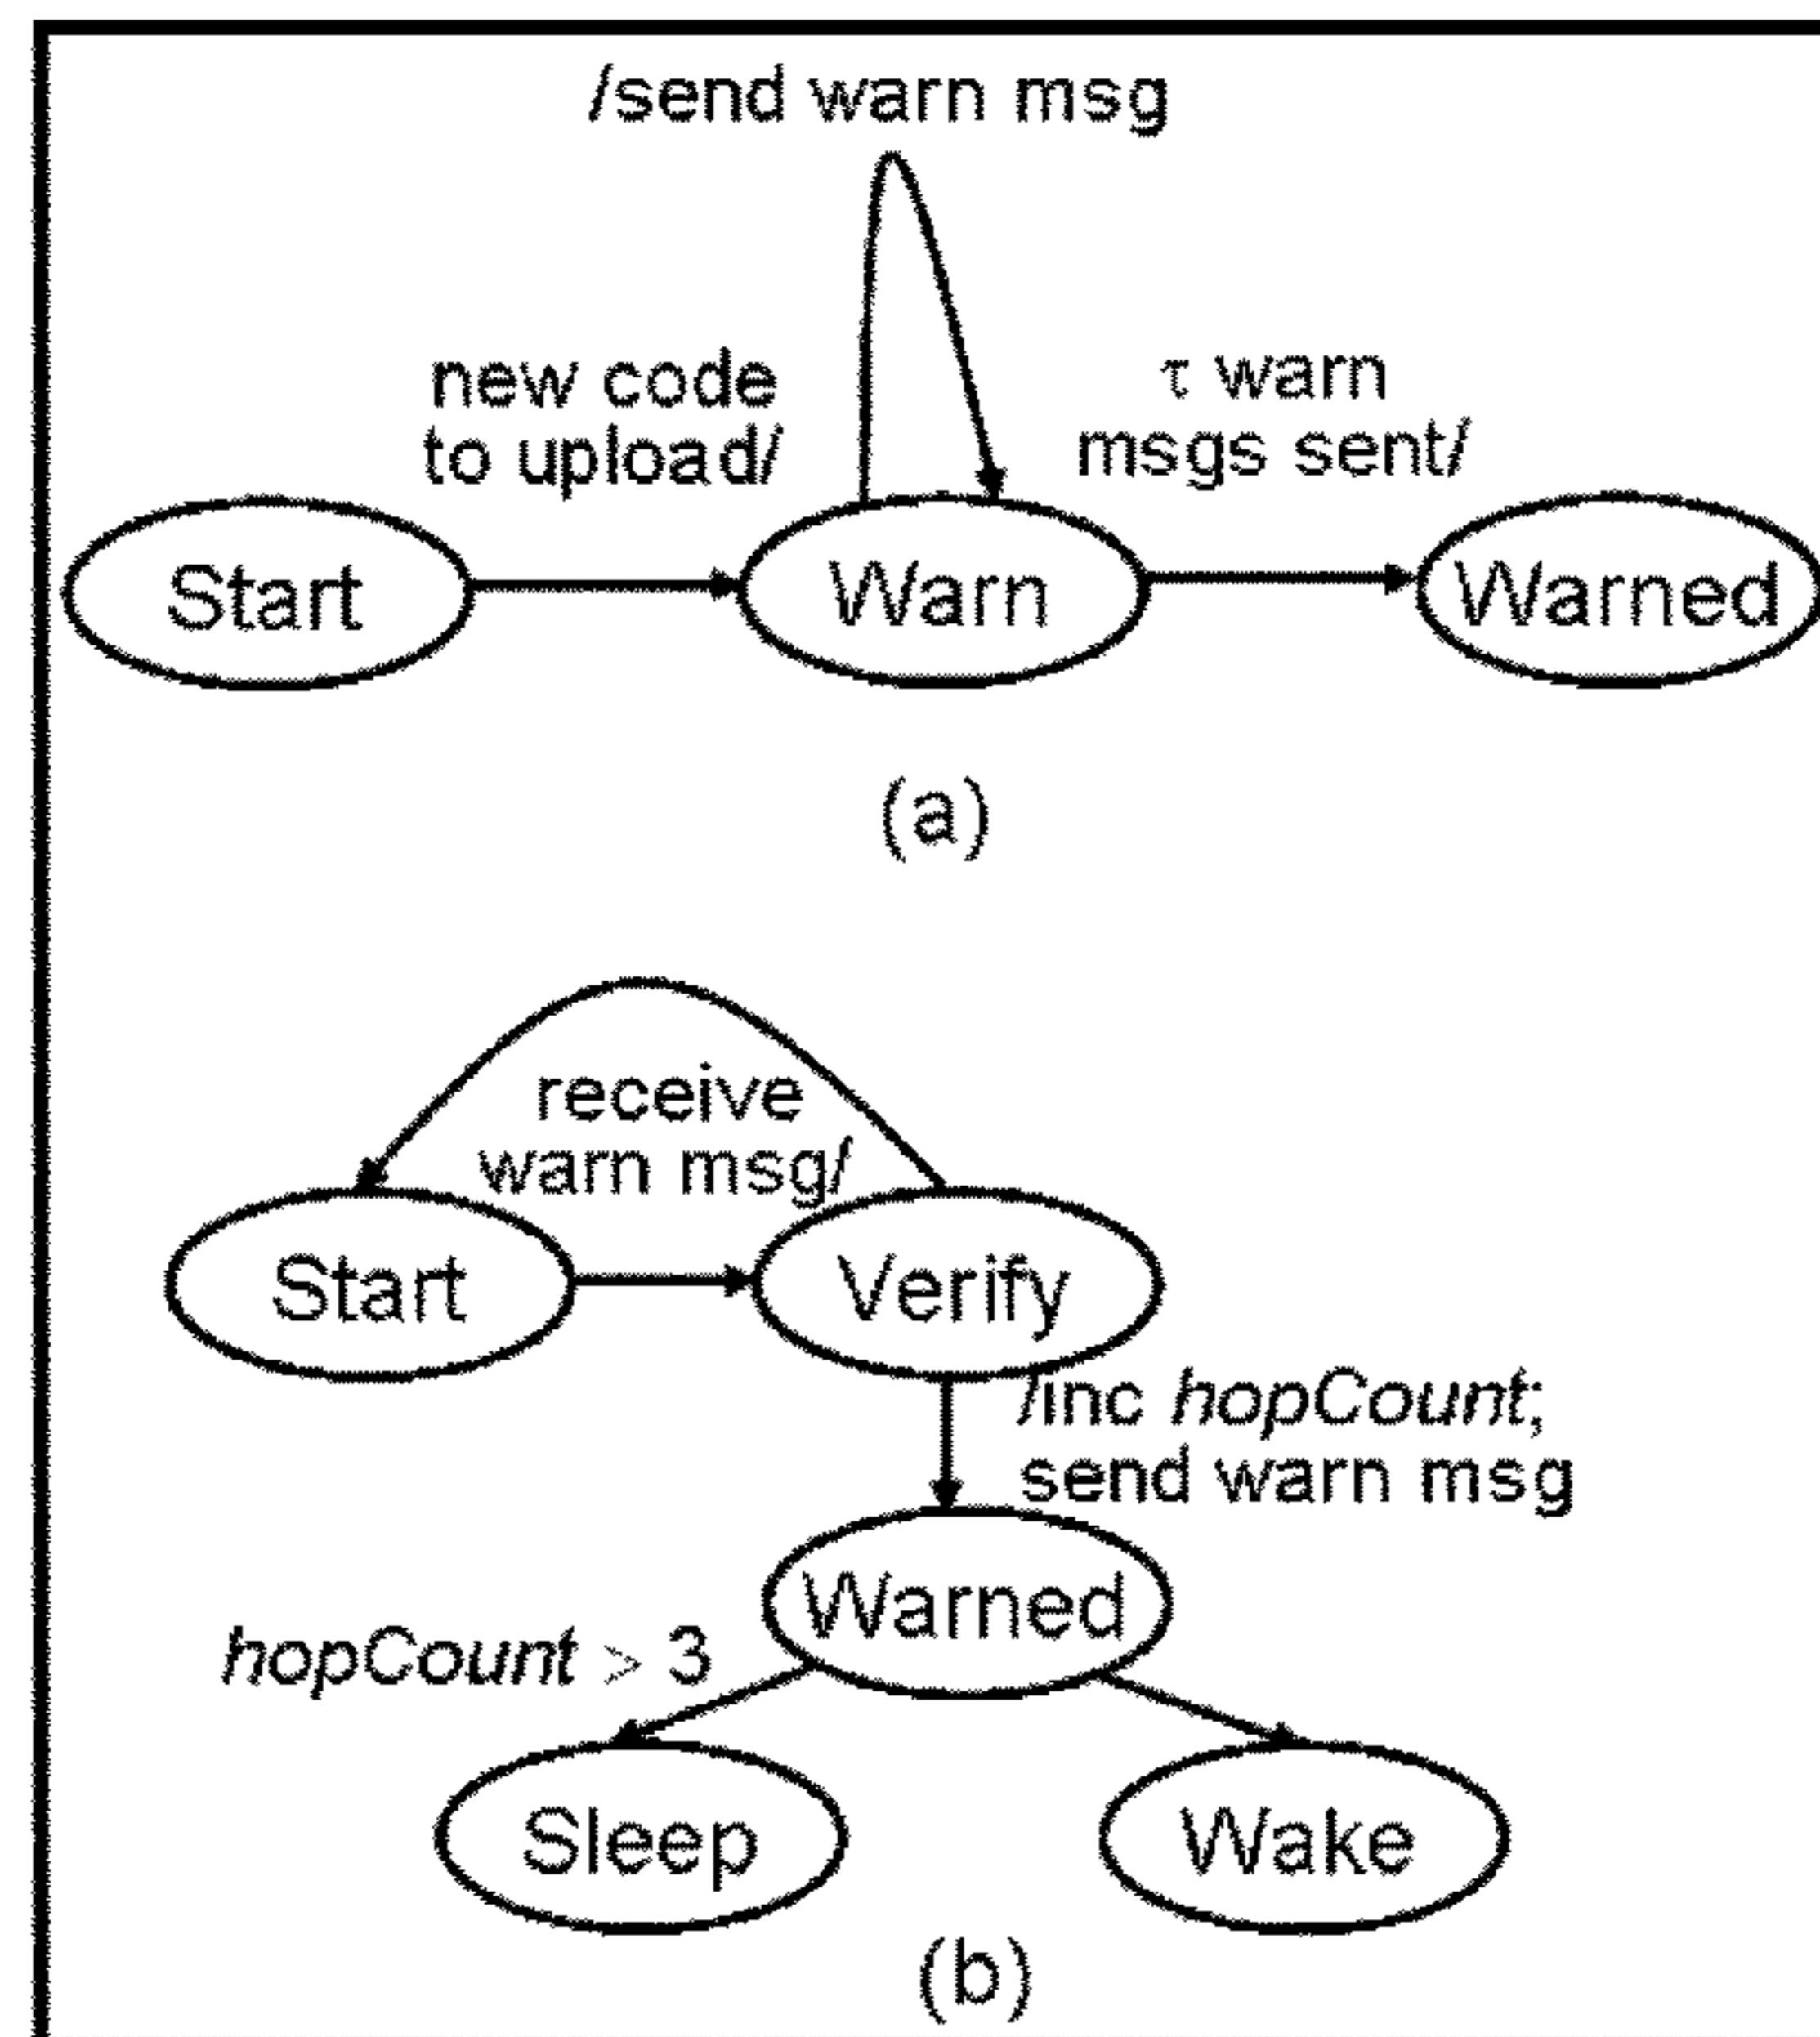 /send warn msg
new code
to upload/
τ warn
msgs sent/
Start
Warn
Warned
(a)
receive
warn msg/
Start
Verify
/inc hopCount;
send warn msg
Warned
hopCount > 3
Sleep
Wake
(b)